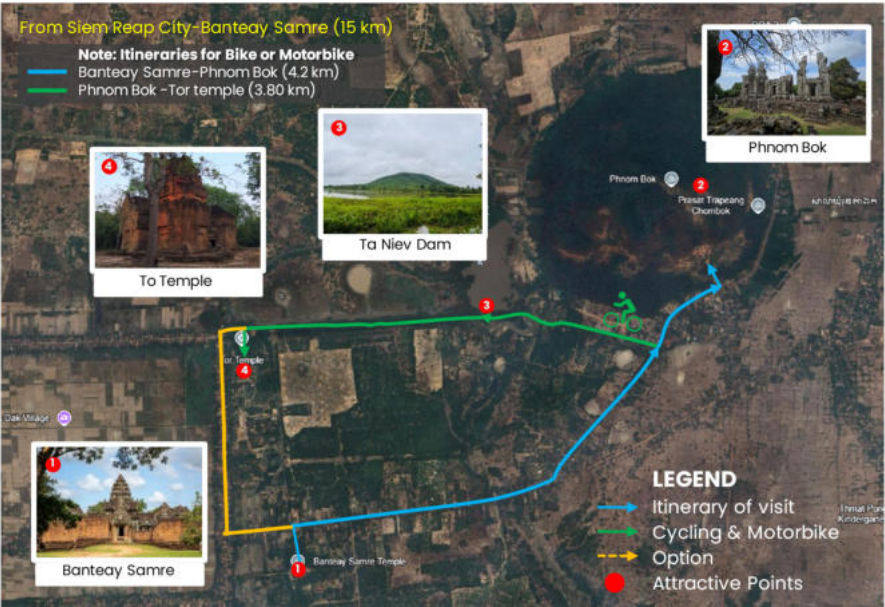 From Siem Reap City-Banteay Samre (15 km)
Note: Itineraries for Bike or Motorbike
Banteay Samre-Phnom Bok (4.2 km)
Phnom Bok -Tor temple (3.80 km)
2
Phnom Bok
3
Ta Niev Dam
4
To Temple
Phnom Bok
2
Prasat Trapeang
Chombok
3
or Temple
4
Dak Village
1
Banteay Samre
Banteay Samre Temple
1
LEGEND
Itinerary of visit
Cycling & Motorbike
Option
Attractive Points
Kindergarte